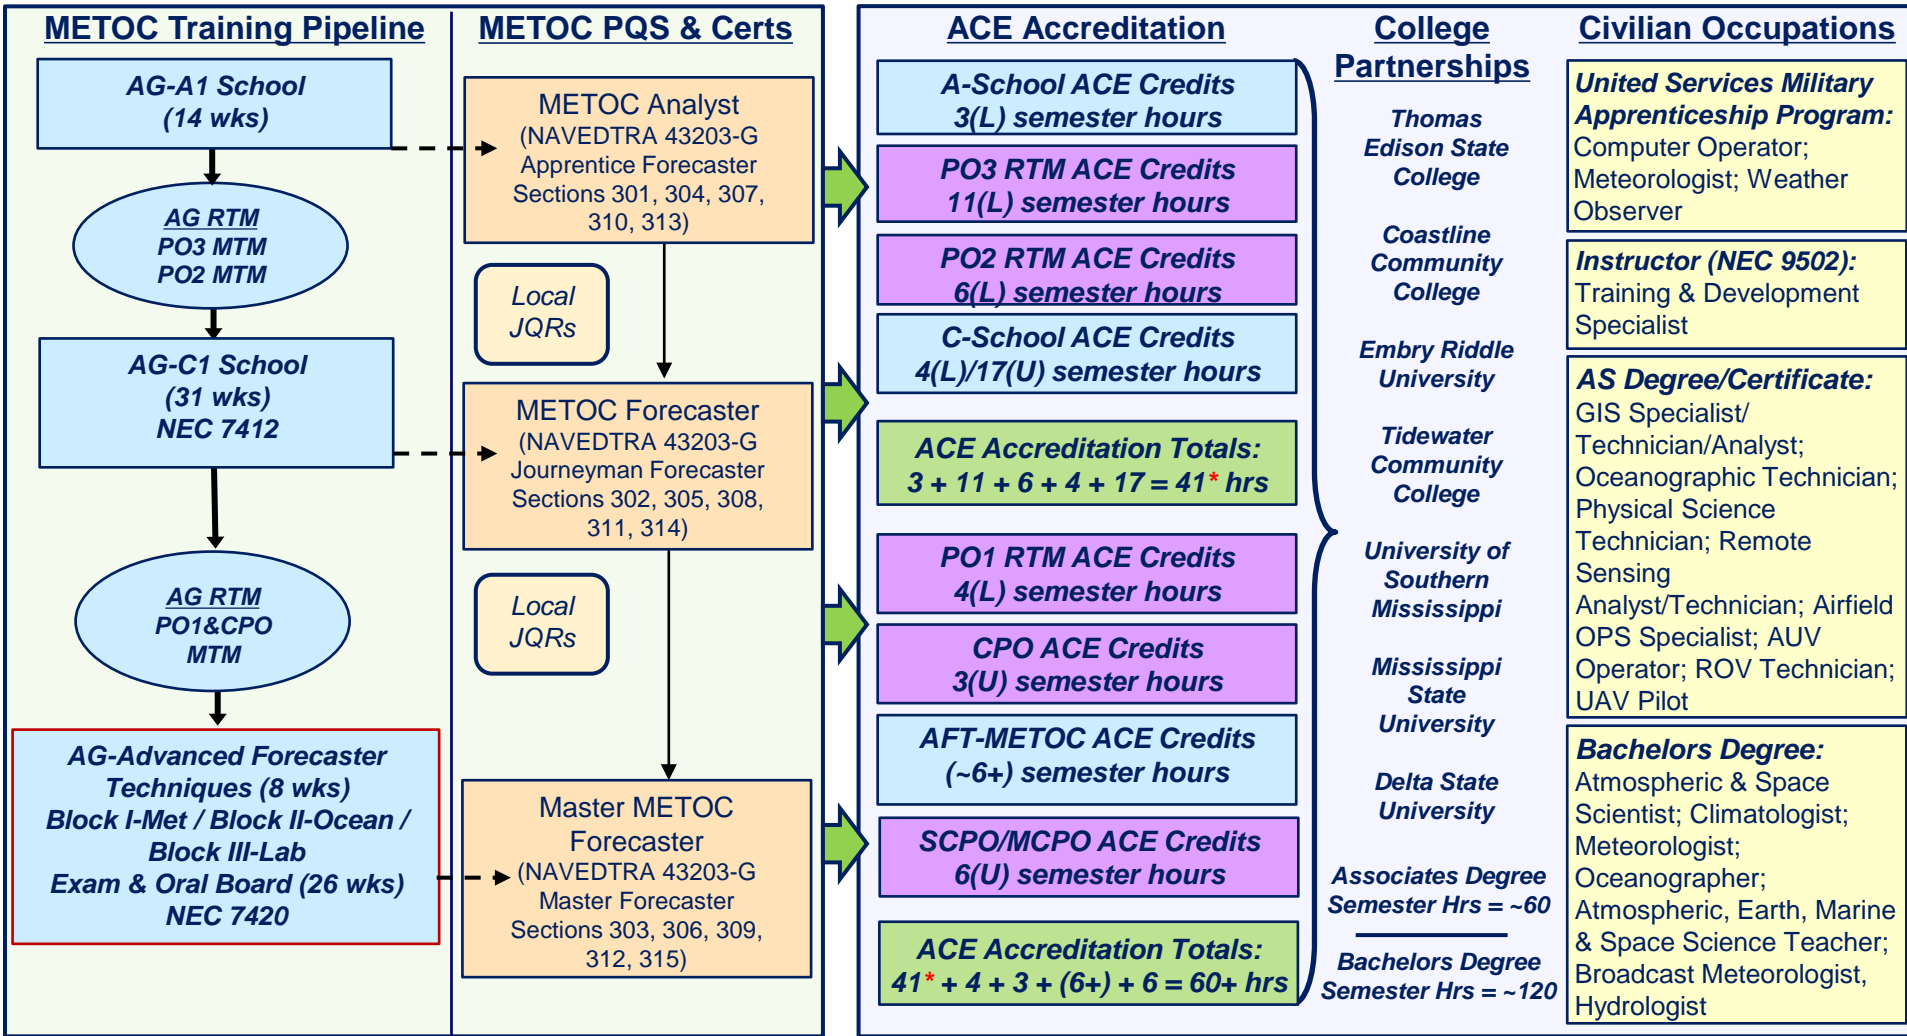 METOC Training Pipeline
AG-A1 School
(14 wks)
AG RTM
PO3 MTM
PO2 MTM
AG-C1 School
(31 wks)
NEC 7412
AG RTM
PO1&CPO
MTM
AG-Advanced Forecaster
Techniques (8 wks)
Block I-Met / Block II-Ocean /
Block III-Lab
Exam & Oral Board (26 wks)
NEC 7420
METOC PQS & Certs
METOC Analyst
(NAVEDTRA 43203-G
Apprentice Forecaster
Sections 301, 304, 307,
310, 313)
Local
JQRs
METOC Forecaster
(NAVEDTRA 43203-G
Journeyman Forecaster
Sections 302, 305, 308,
311, 314)
Local
JQRs
Master METOC
Forecaster
(NAVEDTRA 43203-G
Master Forecaster
Sections 303, 306, 309,
312, 315)
ACE Accreditation
A-School ACE Credits
3(L) semester hours
PO3 RTM ACE Credits
11(L) semester hours
PO2 RTM ACE Credits
6(L) semester hours
C-School ACE Credits
4(L)/17(U) semester hours
ACE Accreditation Totals:
3 + 11 + 6 + 4 + 17 = 41* hrs
PO1 RTM ACE Credits
4(L) semester hours
CPO ACE Credits
3(U) semester hours
AFT-METOC ACE Credits
(~6+) semester hours
SCPO/MCPO ACE Credits
6(U) semester hours
ACE Accreditation Totals:
41* + 4 + 3 + (6+) + 6 = 60+ hrs
College
Partnerships
Thomas
Edison State
College
Coastline
Community
College
Embry Riddle
University
Tidewater
Community
College
University of
Southern
Mississippi
Mississippi
State
University
Delta State
University
Associates Degree
Semester Hrs = ~60
Bachelors Degree
Semester Hrs = ~120
Civilian Occupations
United Services Military
Apprenticeship Program:
Computer Operator;
Meteorologist; Weather
Observer
Instructor (NEC 9502):
Training & Development
Specialist
AS Degree/Certificate:
GIS Specialist/
Technician/Analyst;
Oceanographic Technician;
Physical Science
Technician; Remote
Sensing
Analyst/Technician; Airfield
OPS Specialist; AUV
Operator; ROV Technician;
UAV Pilot
Bachelors Degree:
Atmospheric & Space
Scientist; Climatologist;
Meteorologist;
Oceanographer;
Atmospheric, Earth, Marine
& Space Science Teacher;
Broadcast Meteorologist,
Hydrologist